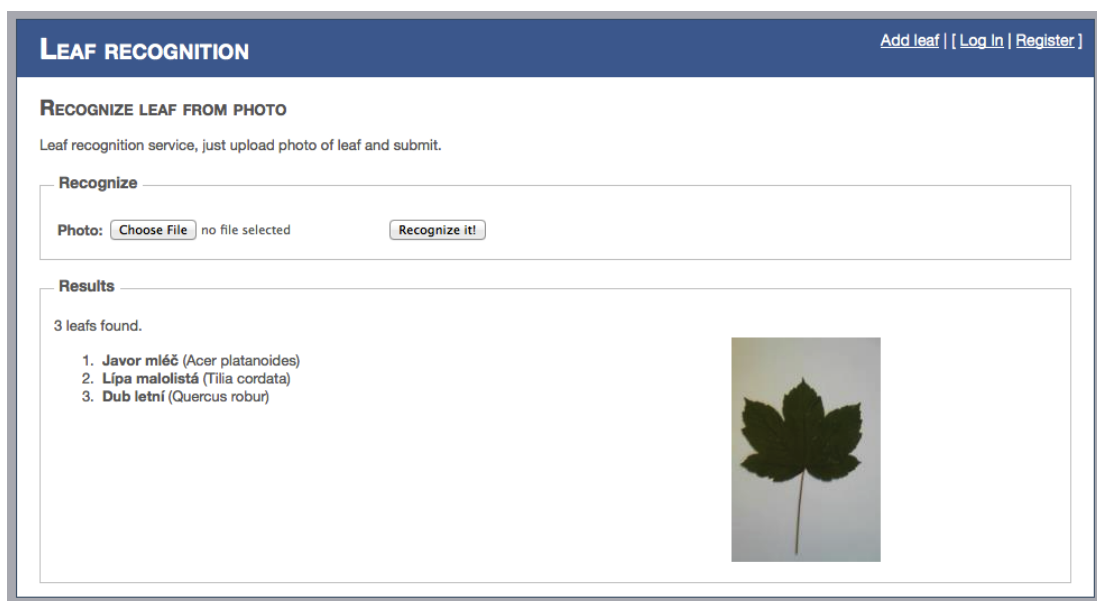 LEAF RECOGNITION
Add leaf | [ Log In | Register ]
RECOGNIZE LEAF FROM PHOTO
Leaf recognition service, just upload photo of leaf and submit.
Recognize
Photo: Choose File no file selected Recognize it!
Results
3 leafs found.
1. Javor mléč (Acer platanoides)
2. Lípa malolistá (Tilia cordata)
3. Dub letní (Quercus robur)